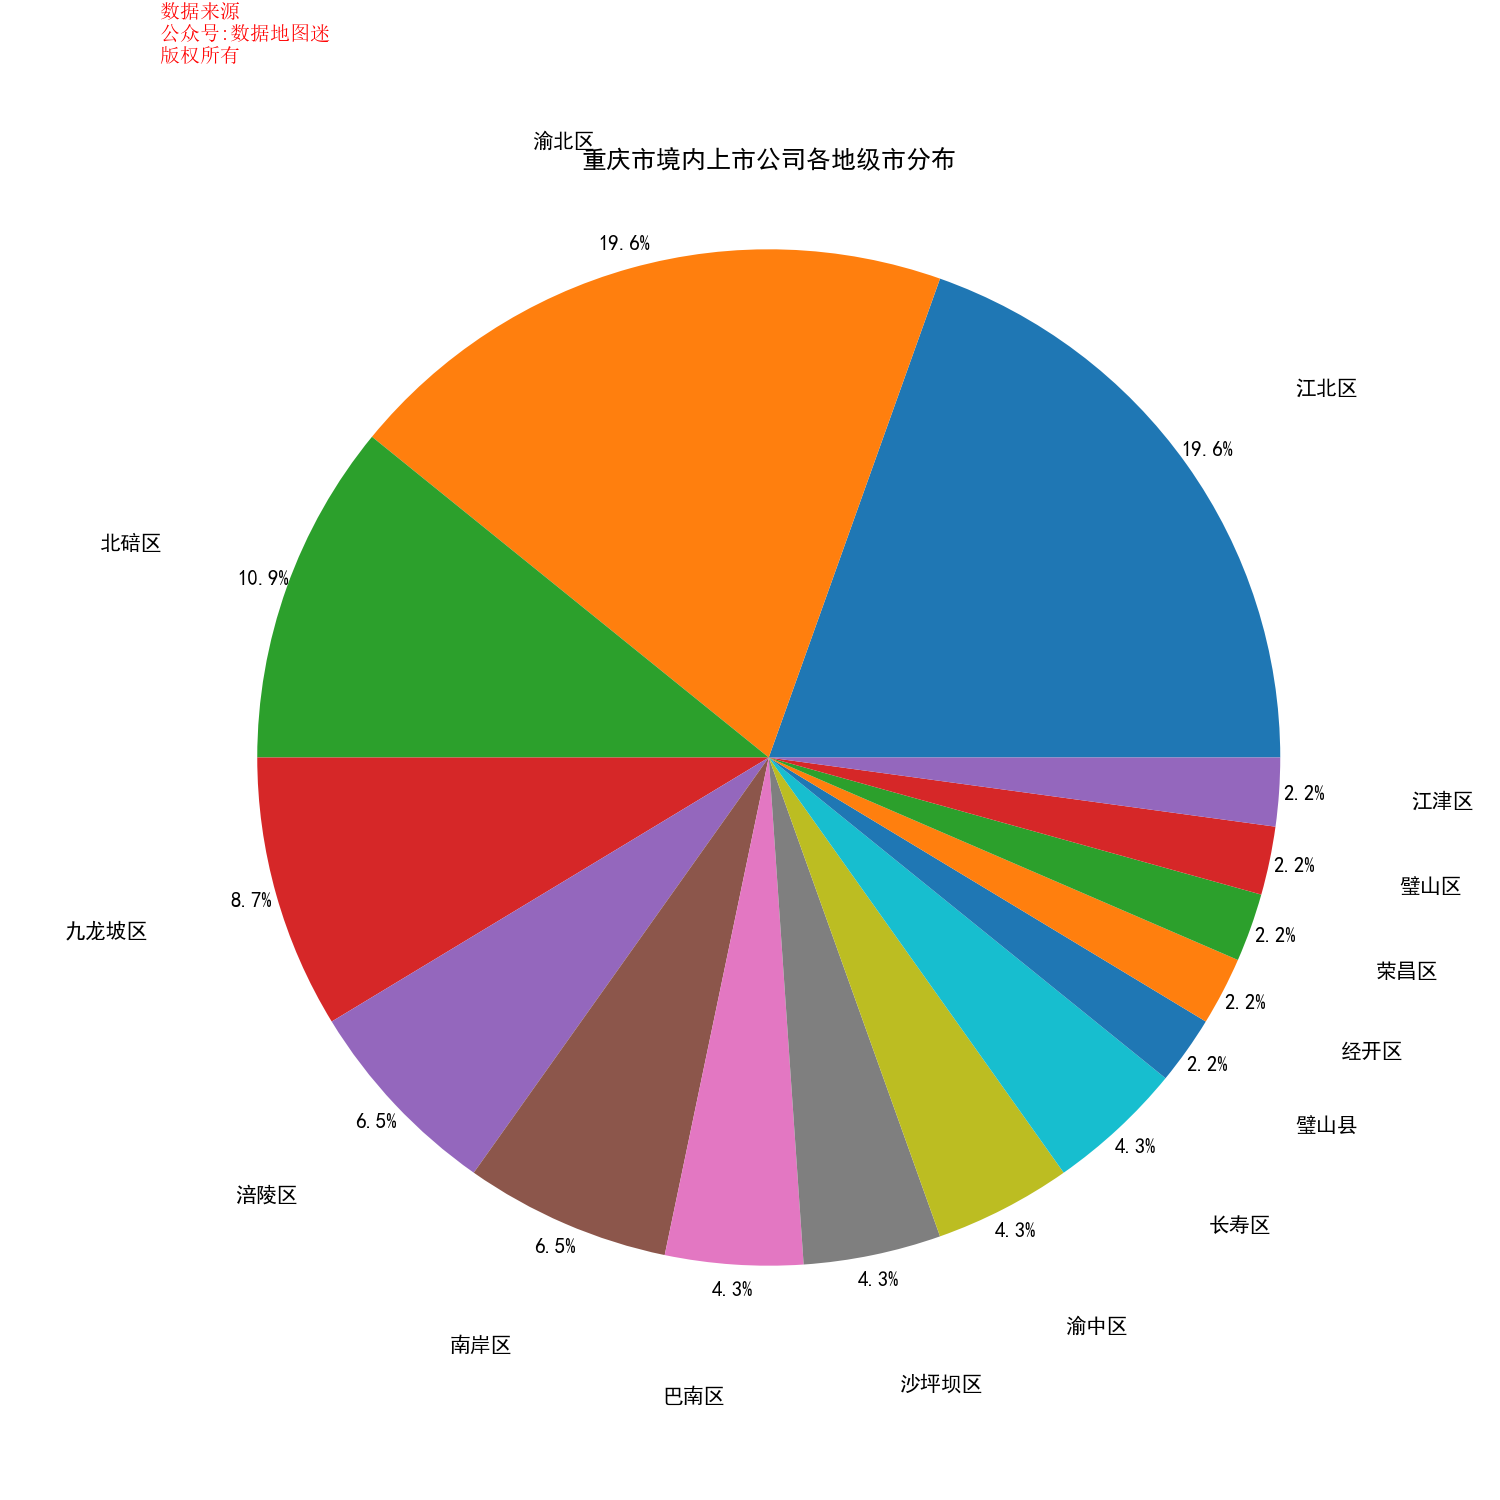 数据来源
公众号:数据地图迷
版权所有
渝北区
重庆市境内上市公司各地级市分布
19.6%
江北区
19.6%
北碚区
10.9%
2.2%
江津区
2.2%
璧山区
8.7%
九龙坡区
2.2%
荣昌区
2.2%
经开区
2.2%
璧山县
6.5%
涪陵区
4.3%
长寿区
6.5%
南岸区
4.3%
巴南区
4.3%
沙坪坝区
4.3%
渝中区